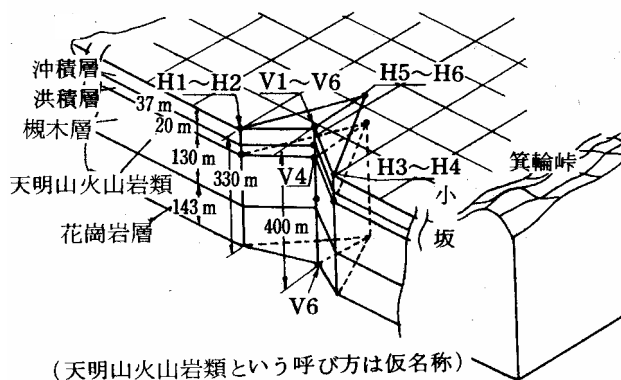 沖積層
洪積層
槻木層
天明山火山岩類
花崗岩層
37 m
20 m
130 m
143 m
330 m
H1～H2
V1～V6
H5～H6
V4
400 m
V6
H3～H4
小坂
箕輪峠
(天明山火山岩類という呼び方は仮名称)